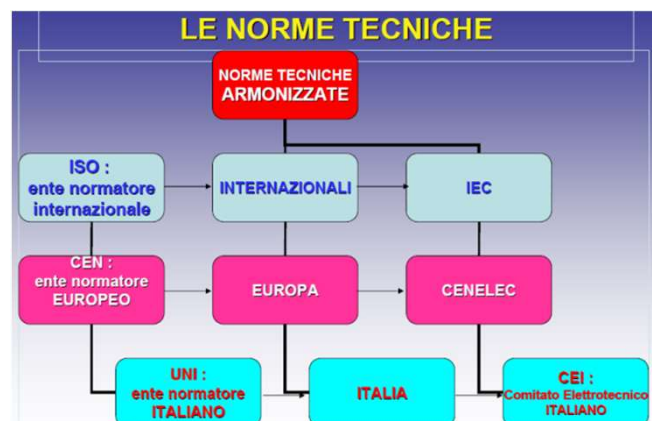 LE NORME TECNICHE
NORME TECNICHE
ARMONIZZATE
ISO :
ente normatore
internazionale
INTERNAZIONALI
IEC
CEN :
ente normatore
EUROPEO
EUROPA
CENELEC
UNI :
ente normatore
ITALIANO
ITALIA
CEI :
Comitato Elettrotecnico
ITALIANO